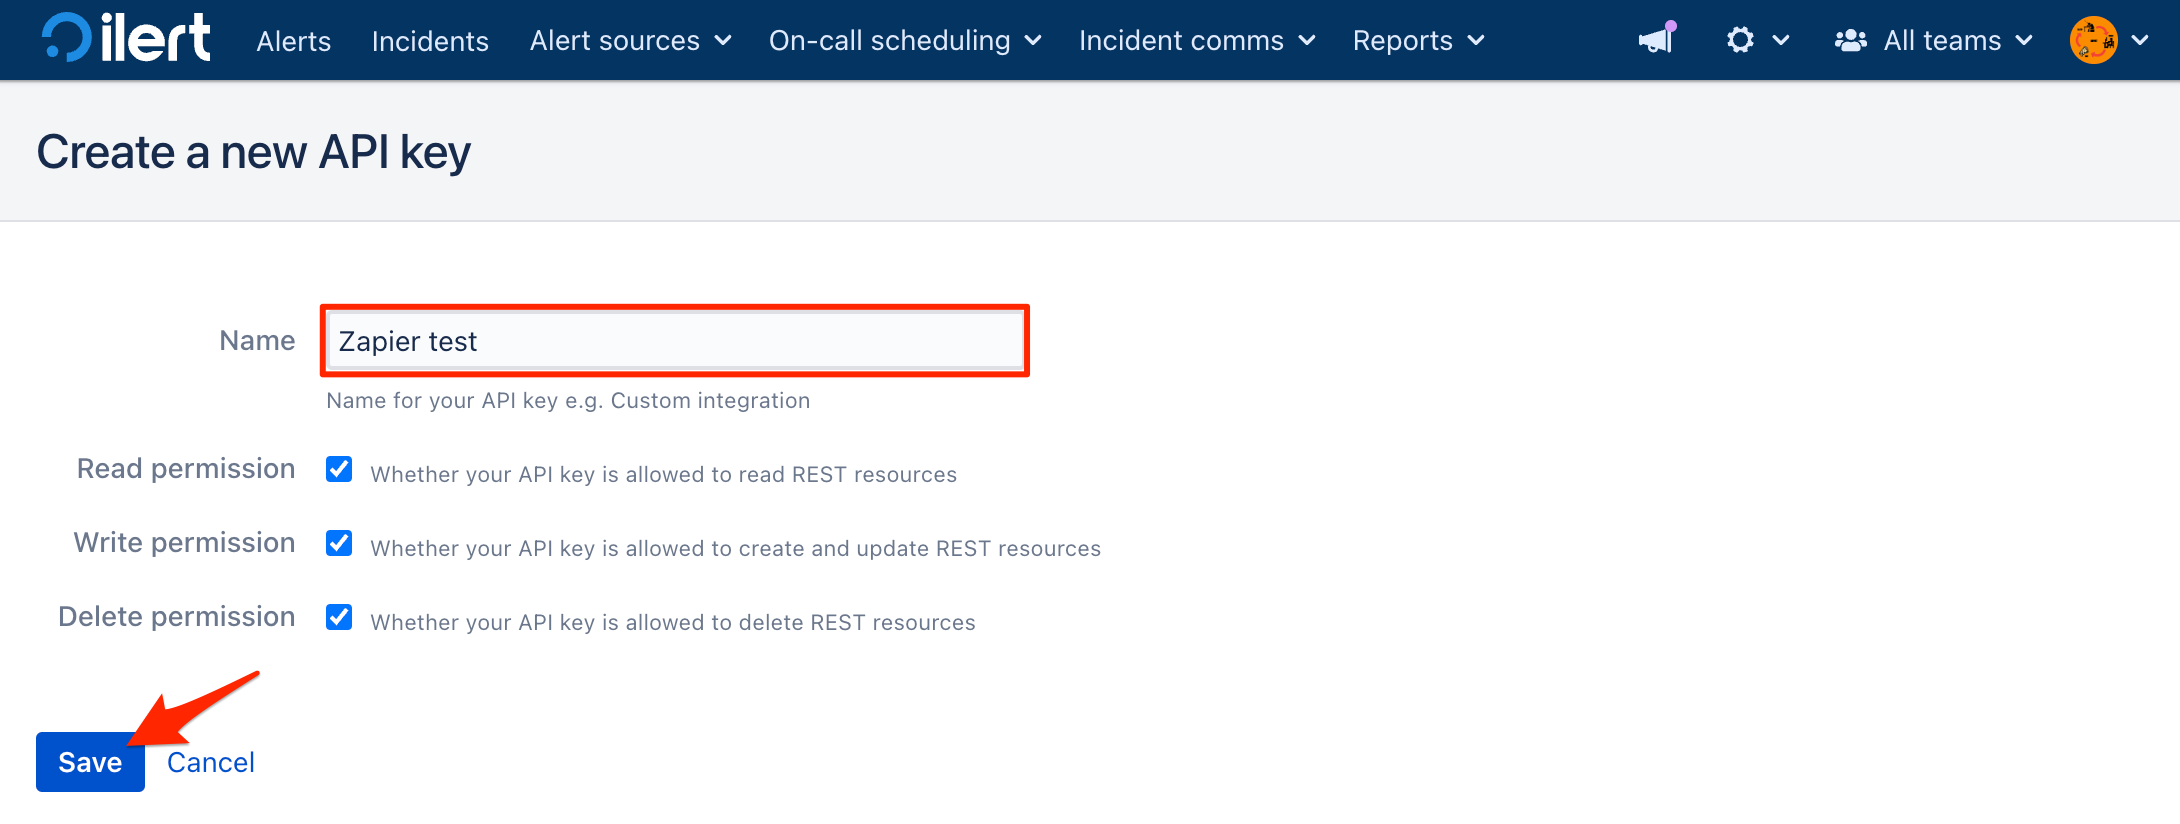 ilert Alerts Incidents Alert sources On-call scheduling Incident comms Reports All teams
Create a new API key
Name Zapier test
Name for your API key e.g. Custom integration
Read permission Whether your API key is allowed to read REST resources
Write permission Whether your API key is allowed to create and update REST resources
Delete permission Whether your API key is allowed to delete REST resources
Save Cancel